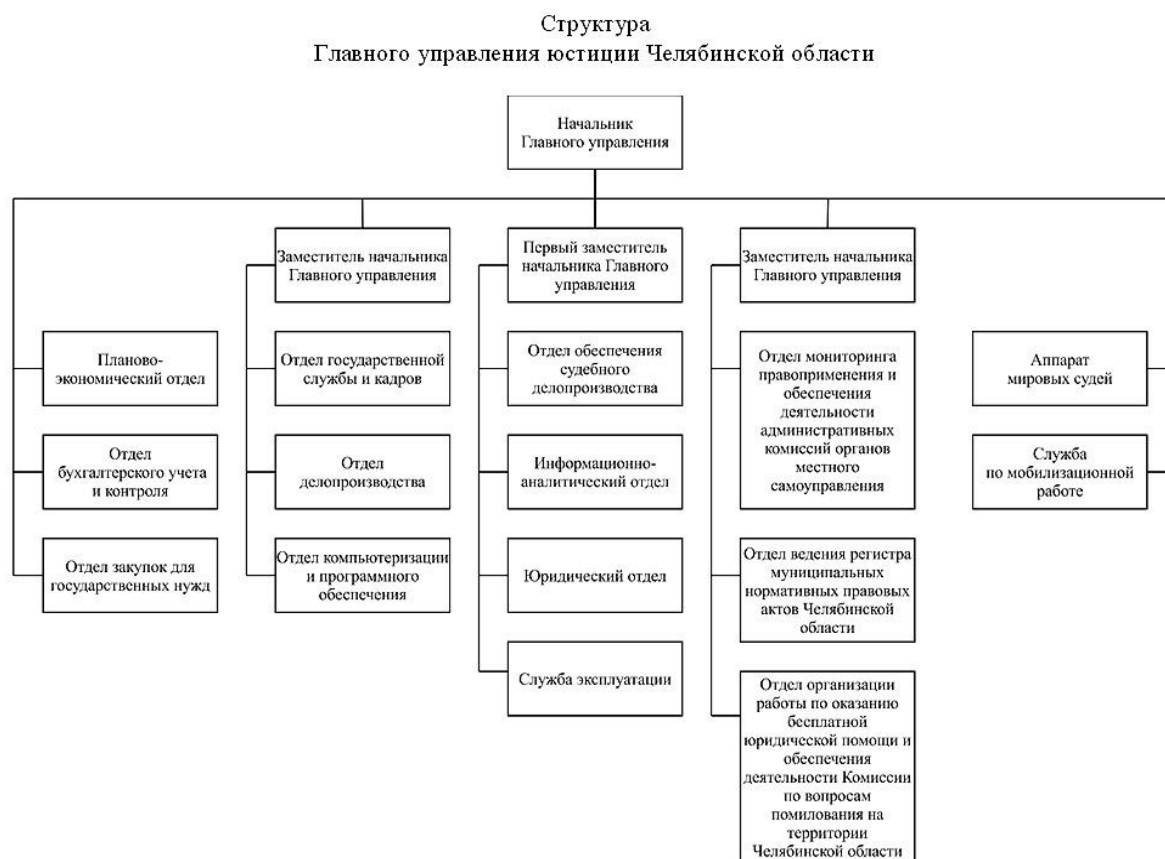 Структура
Главного управления юстиции Челябинской области
Начальник
Главного управления
Заместитель начальника
Главного управления
Первый заместитель
начальника Главного
управления
Заместитель начальника
Главного управления
Планово-
экономический отдел
Отдел государственной
службы и кадров
Отдел обеспечения
судебного
делопроизводства
Отдел мониторинга
правоприменения и
обеспечения
деятельности
административных
комиссий органов
местного
самоуправления
Аппарат
мировых судей
Отдел
бухгалтерского учета
и контроля
Отдел
делопроизводства
Информационно-
аналитический отдел
Служба
по мобилизационной
работе
Отдел закупок для
государственных нужд
Отдел компьютеризации
и программного
обеспечения
Юридический отдел
Отдел ведения регистра
муниципальных
нормативных правовых
актов Челябинской
области
Служба эксплуатации
Отдел организации
работы по оказанию
бесплатной
юридической помощи и
обеспечения
деятельности Комиссии
по вопросам
помилования на
территории
Челябинской области